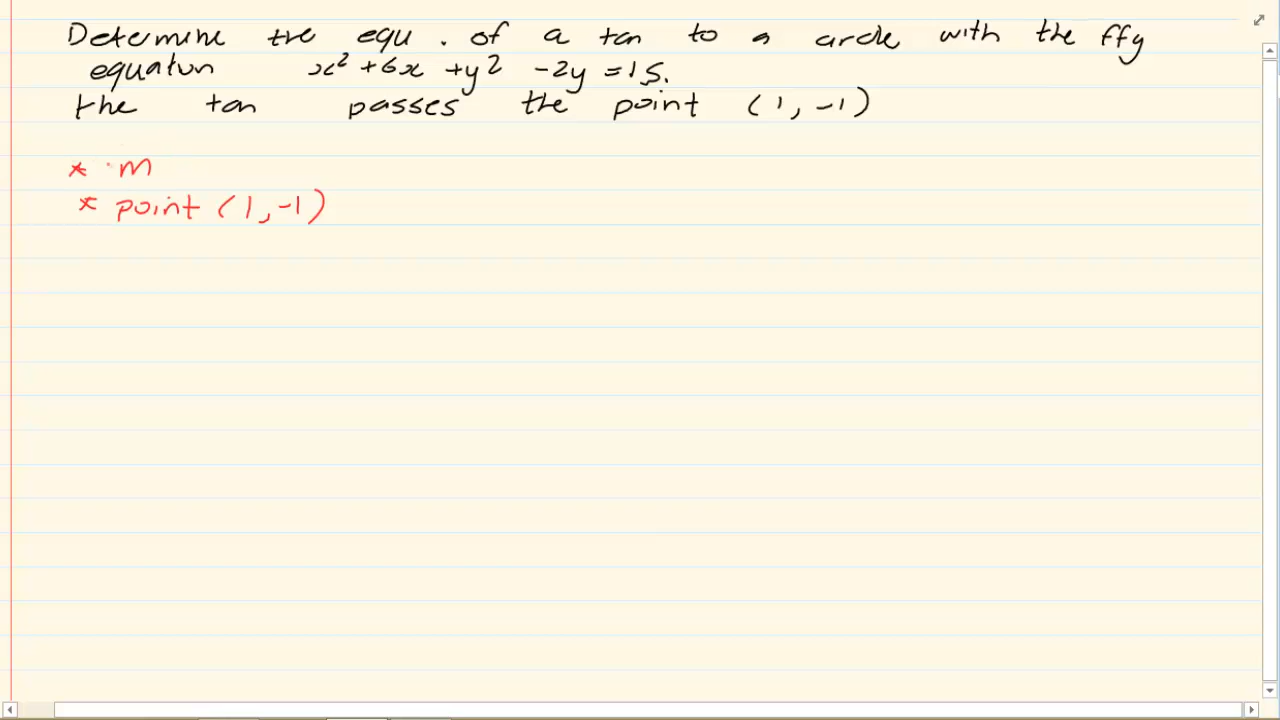 Determine the equ. of a tan to a circle with the ffy
equation x² + 6x + y² - 2y = 15.
the tan passes the point (1, -1)
* m
* point (1, -1)